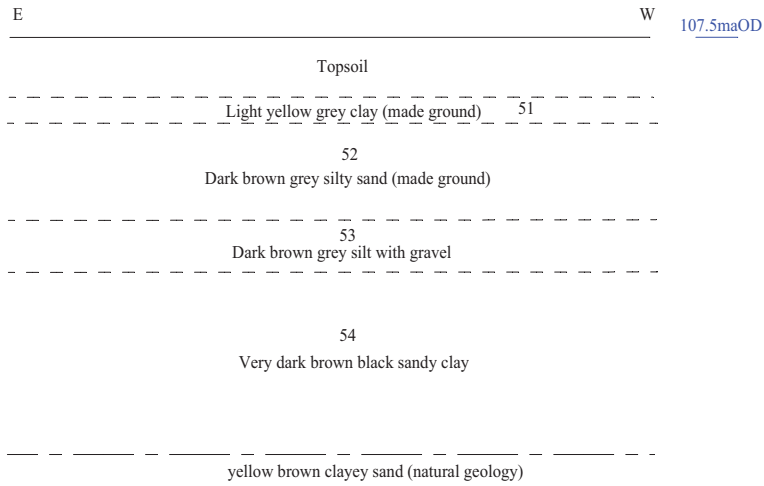 E
W
107.5maOD
Topsoil
Light yellow grey clay (made ground) 51
52
Dark brown grey silty sand (made ground)
53
Dark brown grey silt with gravel
54
Very dark brown black sandy clay
yellow brown clayey sand (natural geology)